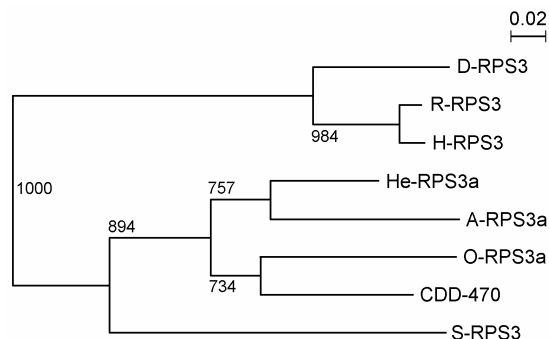 0.02
D-RPS3
R-RPS3
984
H-RPS3
1000
757
He-RPS3a
894
A-RPS3a
O-RPS3a
734
CDD-470
S-RPS3